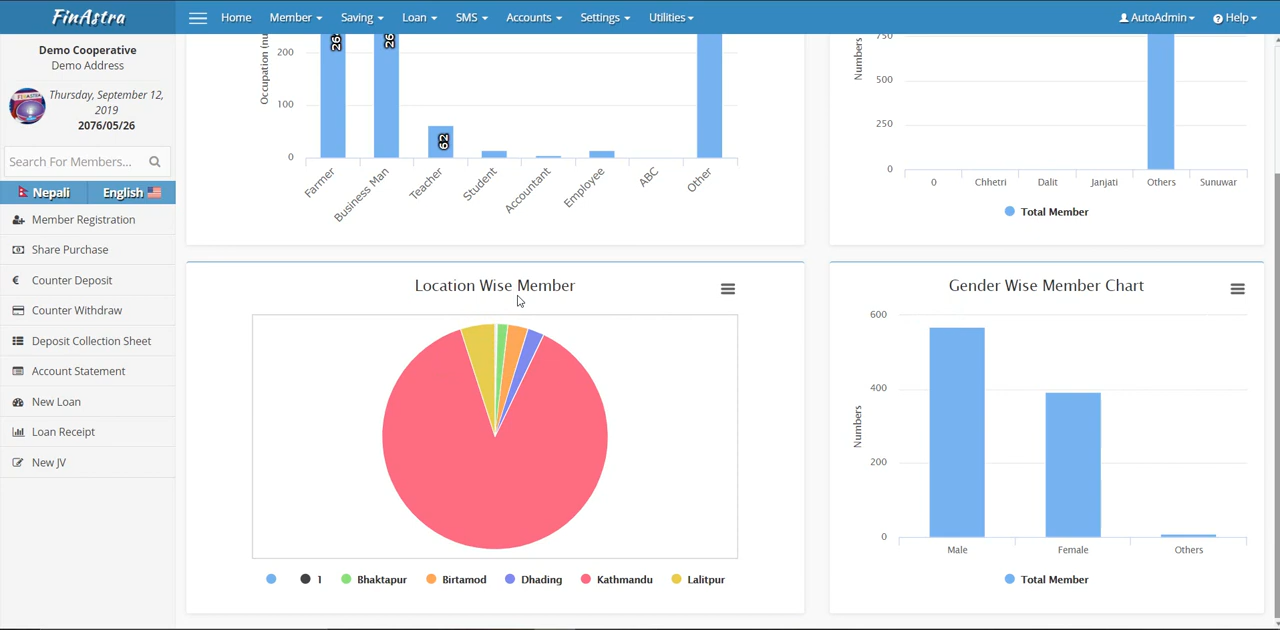 FinAstra
Home Member Saving Loan SMS Accounts Settings Utilities AutoAdmin Help
Demo Cooperative
Demo Address
Thursday, September 12,
2019
2076/05/26
Search For Members...
Nepali English
Member Registration
Share Purchase
Counter Deposit
Counter Withdraw
Deposit Collection Sheet
Account Statement
New Loan
Loan Receipt
New JV
200
100
0
62
Farmer
Business Man
Teacher
Student
Accountant
Employee
ABC
Other
Numbers
750
500
250
0
0 Chhetri Dalit Janjati Others Sunuwar
Total Member
Location Wise Member
1 Bhaktapur Birtamod Dhading Kathmandu Lalitpur
Gender Wise Member Chart
Numbers
600
400
200
0
Male Female Others
Total Member